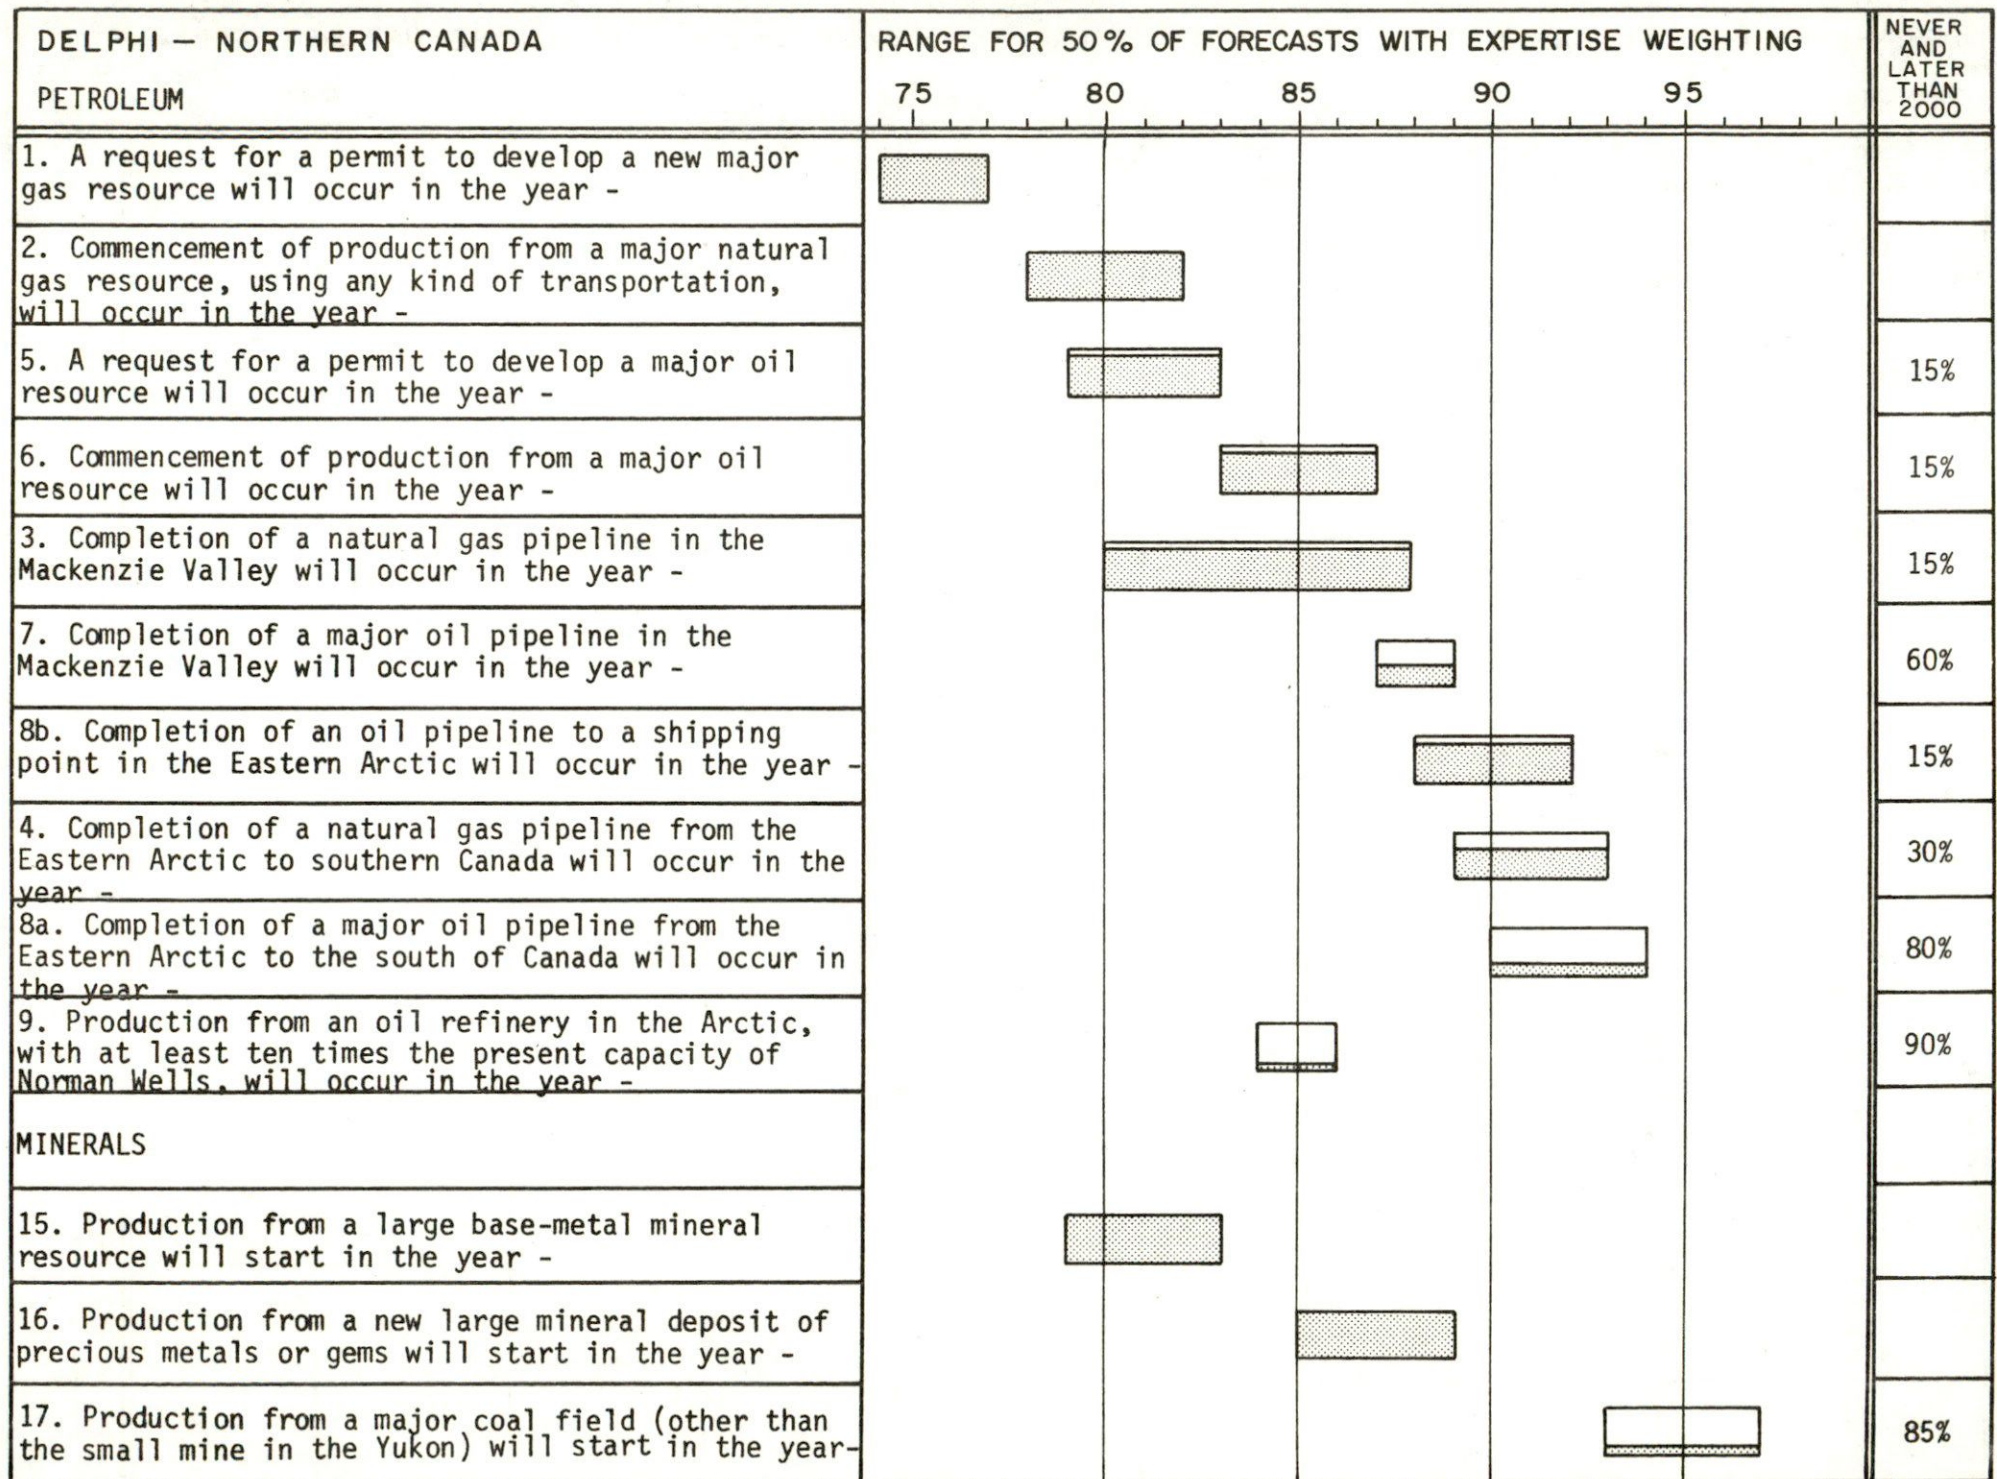 DELPHI — NORTHERN CANADA
PETROLEUM
RANGE FOR 50% OF FORECASTS WITH EXPERTISE WEIGHTING
75 80 85 90 95
NEVER
AND
LATER
THAN
2000
1. A request for a permit to develop a new major
gas resource will occur in the year -
2. Commencement of production from a major natural
gas resource, using any kind of transportation,
will occur in the year -
5. A request for a permit to develop a major oil
resource will occur in the year -
15%
6. Commencement of production from a major oil
resource will occur in the year -
15%
3. Completion of a natural gas pipeline in the
Mackenzie Valley will occur in the year -
15%
7. Completion of a major oil pipeline in the
Mackenzie Valley will occur in the year -
60%
8b. Completion of an oil pipeline to a shipping
point in the Eastern Arctic will occur in the year -
15%
4. Completion of a natural gas pipeline from the
Eastern Arctic to southern Canada will occur in the
year -
30%
8a. Completion of a major oil pipeline from the
Eastern Arctic to the south of Canada will occur in
the year -
80%
9. Production from an oil refinery in the Arctic,
with at least ten times the present capacity of
Norman Wells, will occur in the year -
90%
MINERALS
15. Production from a large base-metal mineral
resource will start in the year -
16. Production from a new large mineral deposit of
precious metals or gems will start in the year -
17. Production from a major coal field (other than
the small mine in the Yukon) will start in the year-
85%